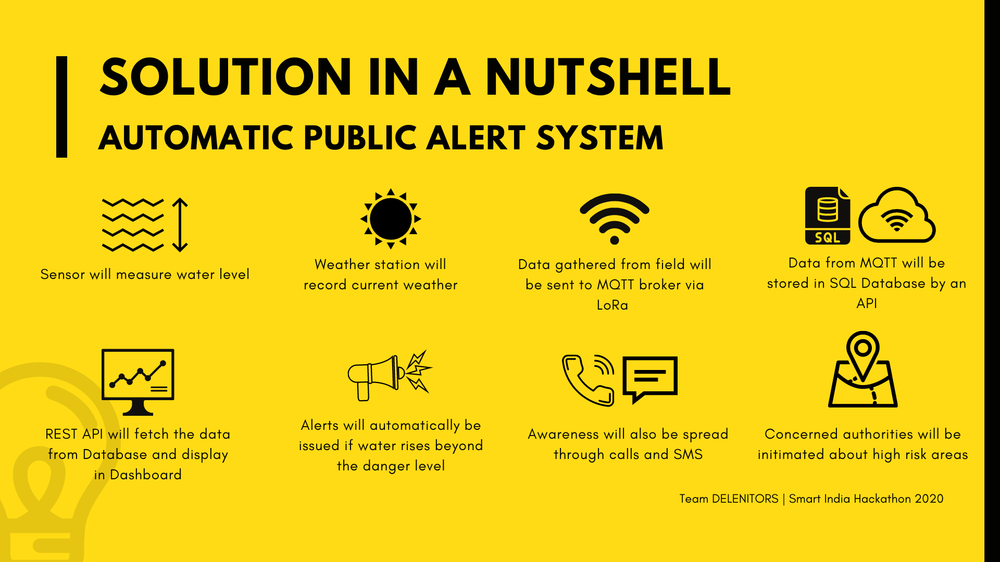 SOLUTION IN A NUTSHELL
AUTOMATIC PUBLIC ALERT SYSTEM
Sensor will measure water level
Weather station will
record current weather
Data gathered from field will
be sent to MQTT broker via
LoRa
SQL
Data from MQTT will be
stored in SQL Database by an
API
REST API will fetch the data
from Database and display
in Dashboard
Alerts will automatically be
issued if water rises beyond
the danger level
Awareness will also be spread
through calls and SMS
Concerned authorities will be
initimated about high risk areas
Team DELENITORS | Smart India Hackathon 2020